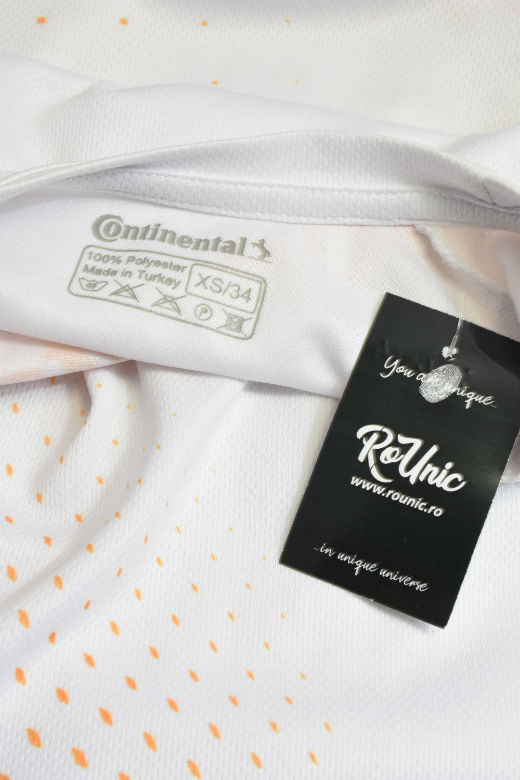 Continental
100% Polyester
Made in Turkey
XS/34
P
You are unique...
RoUnic
www.rounic.ro
..in unique universe